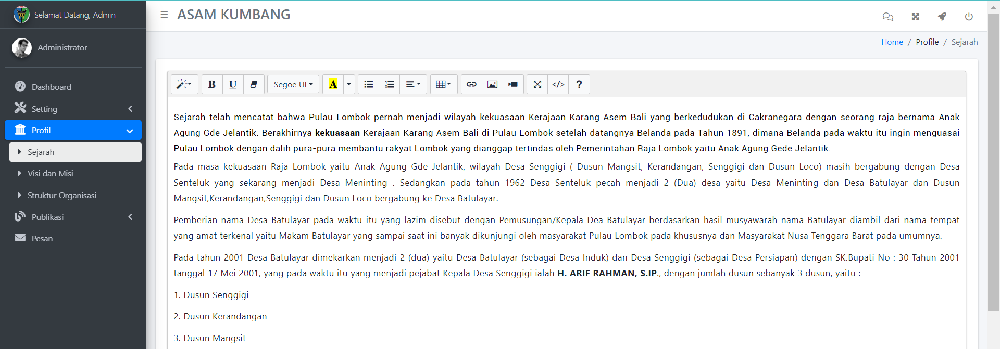 Selamat Datang, Admin
ASAM KUMBANG
Administrator
Home / Profile / Sejarah
Dashboard
Setting
Profil
Sejarah
Visi dan Misi
Struktur Organisasi
Publikasi
Pesan
B U Segoe UI A </> ?
Sejarah telah mencatat bahwa Pulau Lombok pernah menjadi wilayah kekuasaan Kerajaan Karang Asem Bali yang berkedudukan di Cakranegara dengan seorang raja bernama Anak
Agung Gde Jelantik. Berakhirnya kekuasaan Kerajaan Karang Asem Bali di Pulau Lombok setelah datangnya Belanda pada Tahun 1891, dimana Belanda pada waktu itu ingin menguasai
Pulau Lombok dengan dalih pura-pura membantu rakyat Lombok yang dianggap tertindas oleh Pemerintahan Raja Lombok yaitu Anak Agung Gede Jelantik.
Pada masa kekuasaan Raja Lombok yaitu Anak Agung Gde Jelantik, wilayah Desa Senggigi ( Dusun Mangsit, Kerandangan, Senggigi dan Dusun Loco) masih bergabung dengan Desa
Senteluk yang sekarang menjadi Desa Meninting . Sedangkan pada tahun 1962 Desa Senteluk pecah menjadi 2 (Dua) desa yaitu Desa Meninting dan Desa Batulayar dan Dusun
Mangsit,Kerandangan,Senggigi dan Dusun Loco bergabung ke Desa Batulayar.
Pemberian nama Desa Batulayar pada waktu itu yang lazim disebut dengan Pemusungan/Kepala Dea Batulayar berdasarkan hasil musyawarah nama Batulayar diambil dari nama tempat
yang amat terkenal yaitu Makam Batulayar yang sampai saat ini banyak dikunjungi oleh masyarakat Pulau Lombok pada khususnya dan Masyarakat Nusa Tenggara Barat pada umumnya.
Pada tahun 2001 Desa Batulayar dimekarkan menjadi 2 (dua) yaitu Desa Batulayar (sebagai Desa Induk) dan Desa Senggigi (sebagai Desa Persiapan) dengan SK.Bupati No : 30 Tahun 2001
tanggal 17 Mei 2001, yang pada waktu itu yang menjadi pejabat Kepala Desa Senggigi ialah H. ARIF RAHMAN, S.IP., dengan jumlah dusun sebanyak 3 dusun, yaitu :
1. Dusun Senggigi
2. Dusun Kerandangan
3. Dusun Mangsit